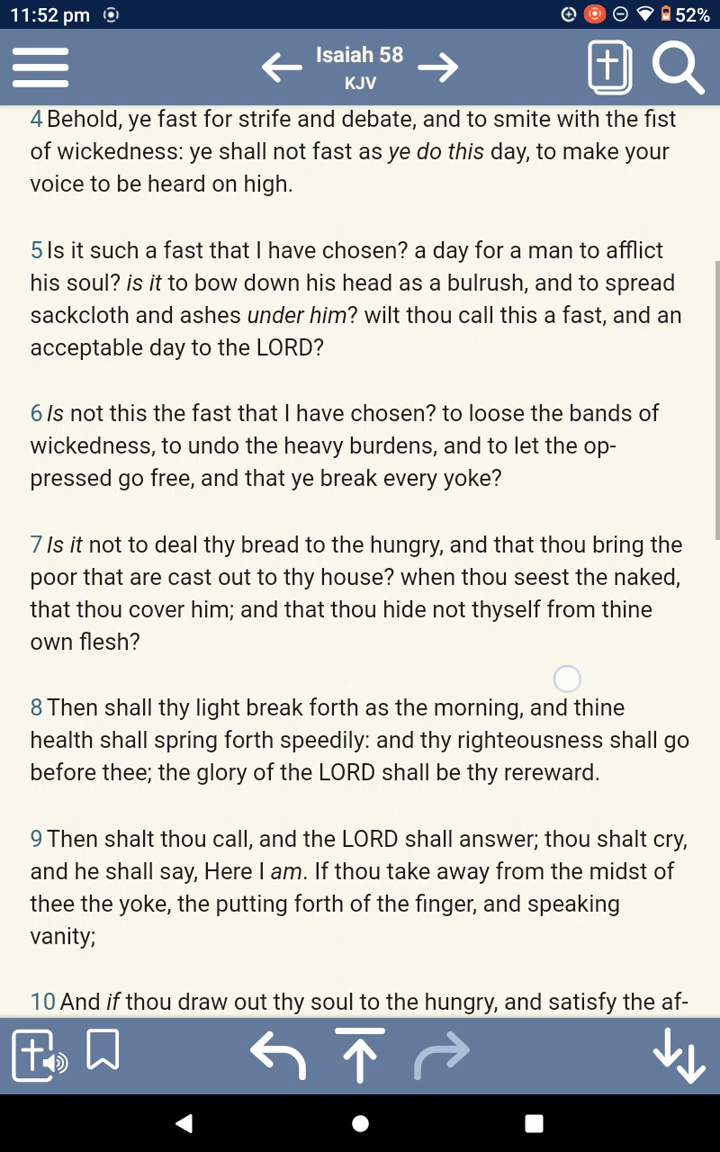 11:52 pm
52%
Isaiah 58
KJV
4 Behold, ye fast for strife and debate, and to smite with the fist
of wickedness: ye shall not fast as ye do this day, to make your
voice to be heard on high.
5 Is it such a fast that I have chosen? a day for a man to afflict
his soul? is it to bow down his head as a bulrush, and to spread
sackcloth and ashes under him? wilt thou call this a fast, and an
acceptable day to the LORD?
6 Is not this the fast that I have chosen? to loose the bands of
wickedness, to undo the heavy burdens, and to let the op-
pressed go free, and that ye break every yoke?
7 Is it not to deal thy bread to the hungry, and that thou bring the
poor that are cast out to thy house? when thou seest the naked,
that thou cover him; and that thou hide not thyself from thine
own flesh?
8 Then shall thy light break forth as the morning, and thine
health shall spring forth speedily: and thy righteousness shall go
before thee; the glory of the LORD shall be thy rereward.
9 Then shalt thou call, and the LORD shall answer; thou shalt cry,
and he shall say, Here I am. If thou take away from the midst of
thee the yoke, the putting forth of the finger, and speaking
vanity;
10 And if thou draw out thy soul to the hungry, and satisfy the af-